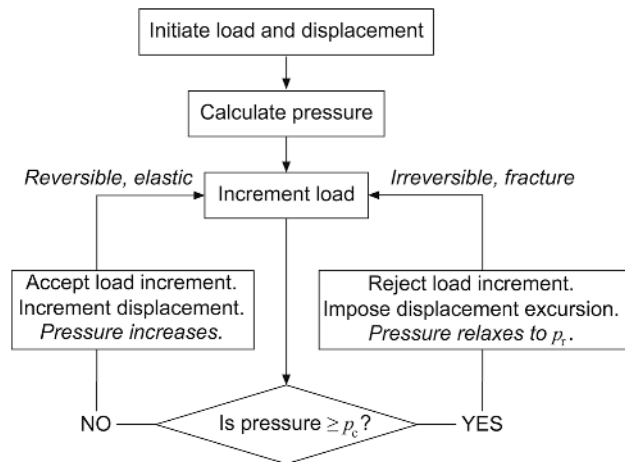 Initiate load and displacement
Calculate pressure
Reversible, elastic
Irreversible, fracture
Increment load
Accept load increment.
Increment displacement.
Pressure increases.
Reject load increment.
Impose displacement excursion.
Pressure relaxes to pᵣ.
NO
Is pressure ≥ p_c?
YES